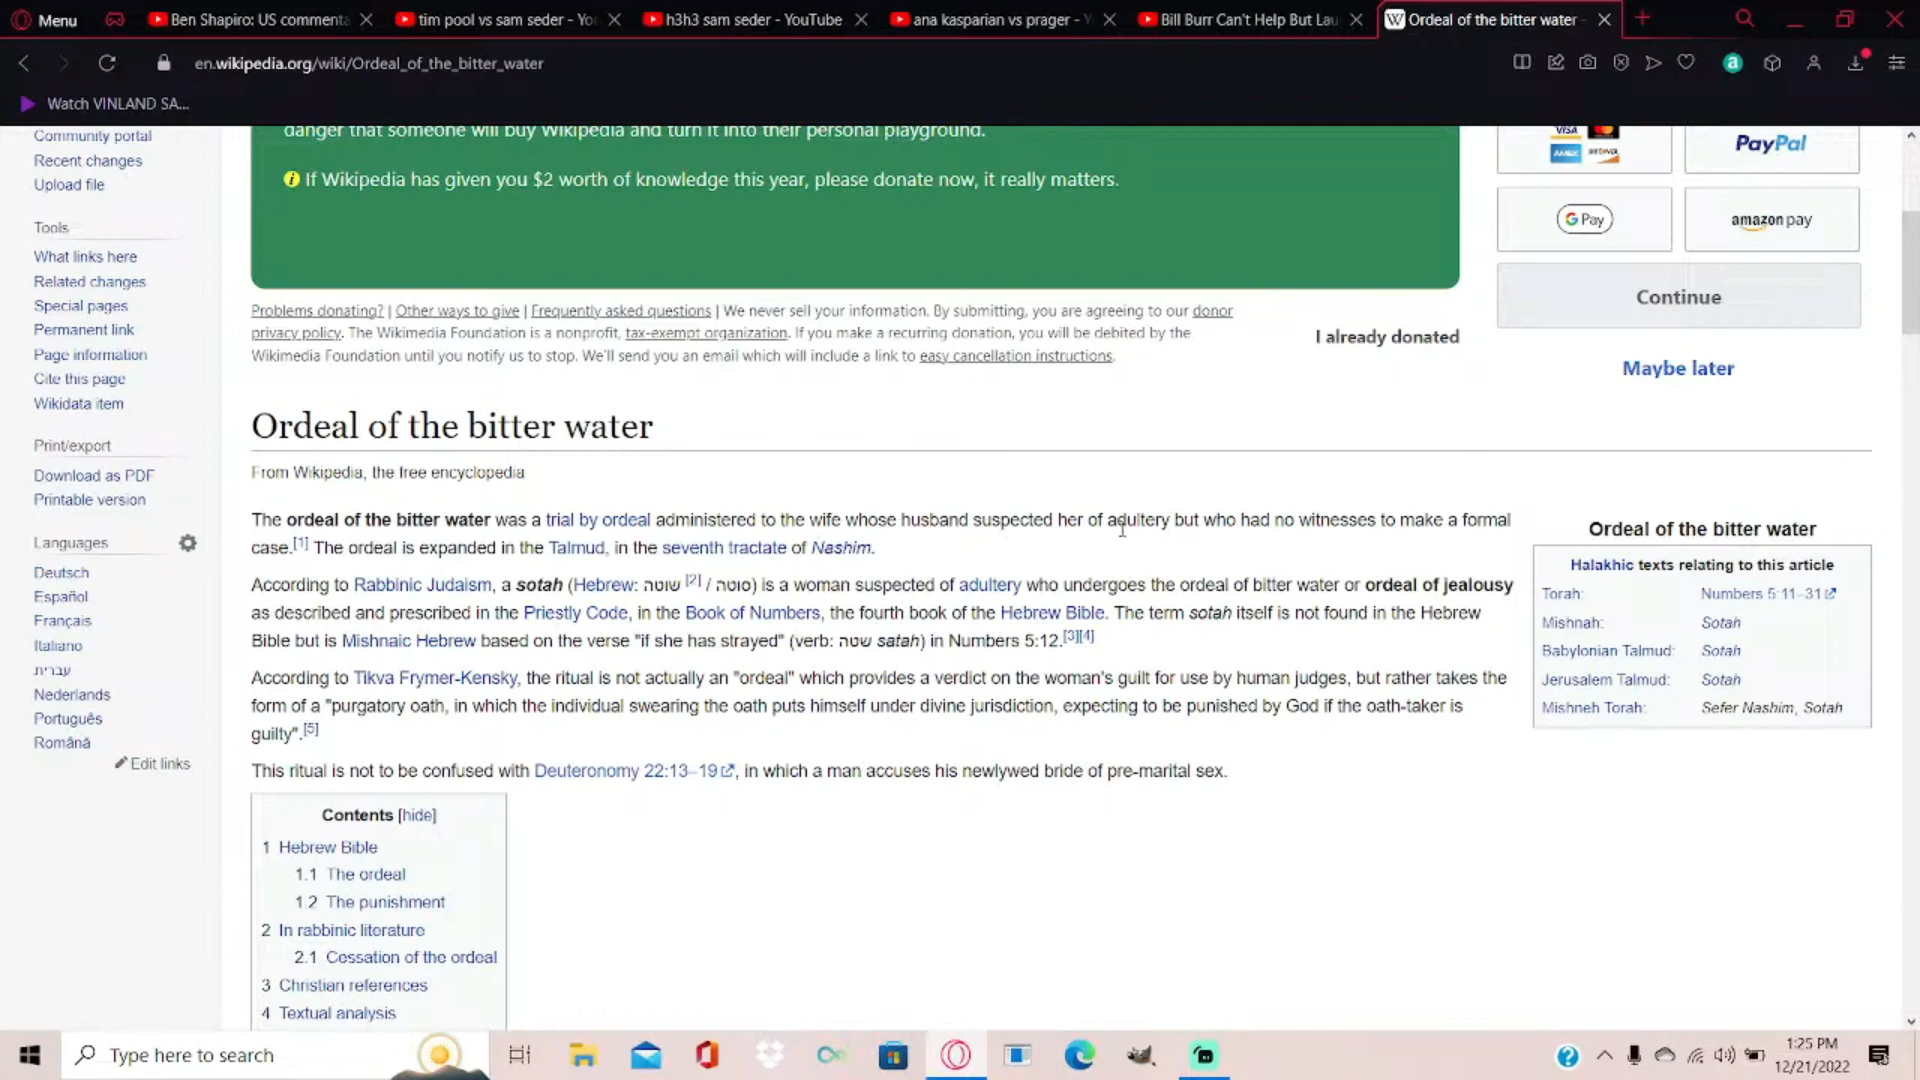 Menu
Ben Shapiro: US commenta
tim pool vs sam seder - Yo
h3h3 sam seder - YouTube
ana kasparian vs prager - Y
Bill Burr Can't Help But Lau
W Ordeal of the bitter water -
en.wikipedia.org/wiki/Ordeal_of_the_bitter_water
Watch VINLAND SA...
Community portal
Recent changes
Upload file
Tools
What links here
Related changes
Special pages
Permanent link
Page information
Cite this page
Wikidata item
Print/export
Download as PDF
Printable version
Languages
Deutsch
Español
Français
Italiano
עברית
Nederlands
Português
Română
Edit links
danger that someone will buy Wikipedia and turn it into their personal playground.
If Wikipedia has given you $2 worth of knowledge this year, please donate now, it really matters.
VISA
AMEX DISCOVER
PayPal
G Pay
amazon pay
Continue
Maybe later
I already donated
Problems donating? | Other ways to give | Frequently asked questions | We never sell your information. By submitting, you are agreeing to our donor
privacy policy. The Wikimedia Foundation is a nonprofit, tax-exempt organization. If you make a recurring donation, you will be debited by the
Wikimedia Foundation until you notify us to stop. We'll send you an email which will include a link to easy cancellation instructions.
Ordeal of the bitter water
From Wikipedia, the free encyclopedia
The ordeal of the bitter water was a trial by ordeal administered to the wife whose husband suspected her of adultery but who had no witnesses to make a formal
case.[1] The ordeal is expanded in the Talmud, in the seventh tractate of Nashim.
According to Rabbinic Judaism, a sotah (Hebrew: שוטה [2] / סוטה) is a woman suspected of adultery who undergoes the ordeal of bitter water or ordeal of jealousy
as described and prescribed in the Priestly Code, in the Book of Numbers, the fourth book of the Hebrew Bible. The term sotah itself is not found in the Hebrew
Bible but is Mishnaic Hebrew based on the verse "if she has strayed" (verb: שטה satah) in Numbers 5:12.[3][4]
According to Tikva Frymer-Kensky, the ritual is not actually an "ordeal" which provides a verdict on the woman's guilt for use by human judges, but rather takes the
form of a "purgatory oath, in which the individual swearing the oath puts himself under divine jurisdiction, expecting to be punished by God if the oath-taker is
guilty".[5]
This ritual is not to be confused with Deuteronomy 22:13–19, in which a man accuses his newlywed bride of pre-marital sex.
Ordeal of the bitter water
Halakhic texts relating to this article
Torah: Numbers 5:11–31
Mishnah: Sotah
Babylonian Talmud: Sotah
Jerusalem Talmud: Sotah
Mishneh Torah: Sefer Nashim, Sotah
Contents [hide]
1 Hebrew Bible
1.1 The ordeal
1.2 The punishment
2 In rabbinic literature
2.1 Cessation of the ordeal
3 Christian references
4 Textual analysis
Type here to search
1:25 PM
12/21/2022